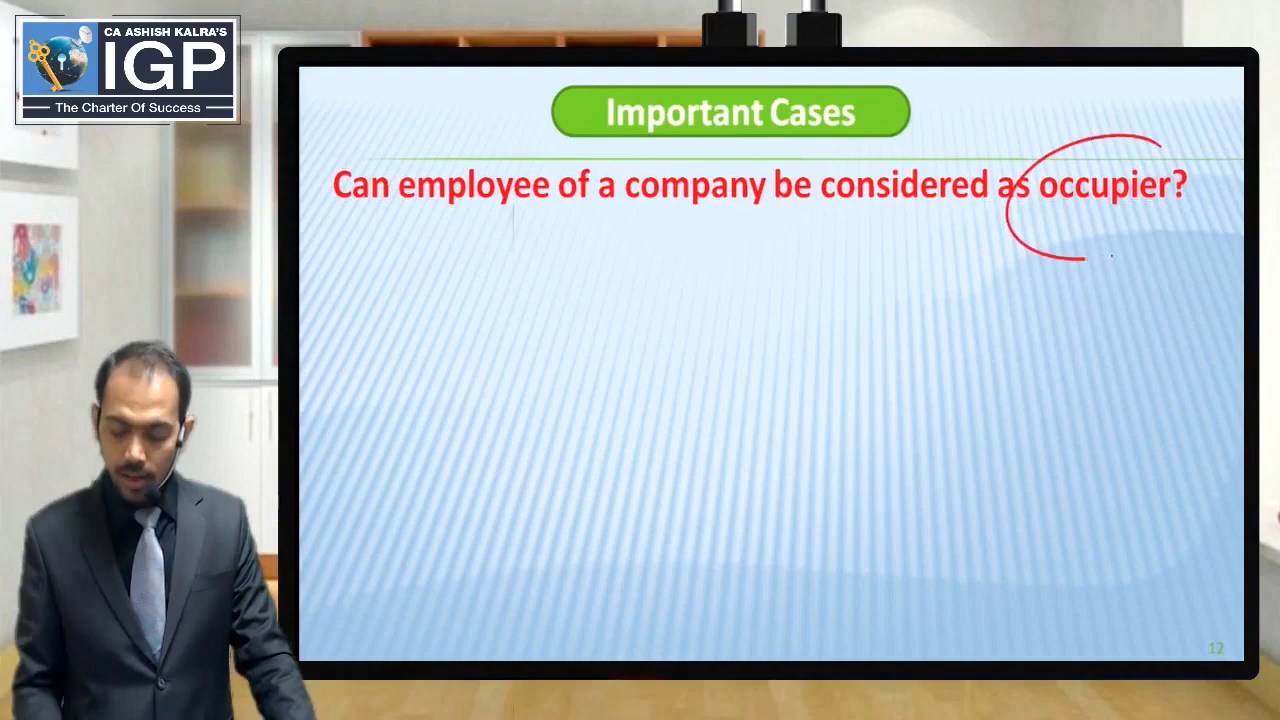 CA ASHISH KALRA'S
IGP
The Charter Of Success
Important Cases
Can employee of a company be considered as occupier?
12